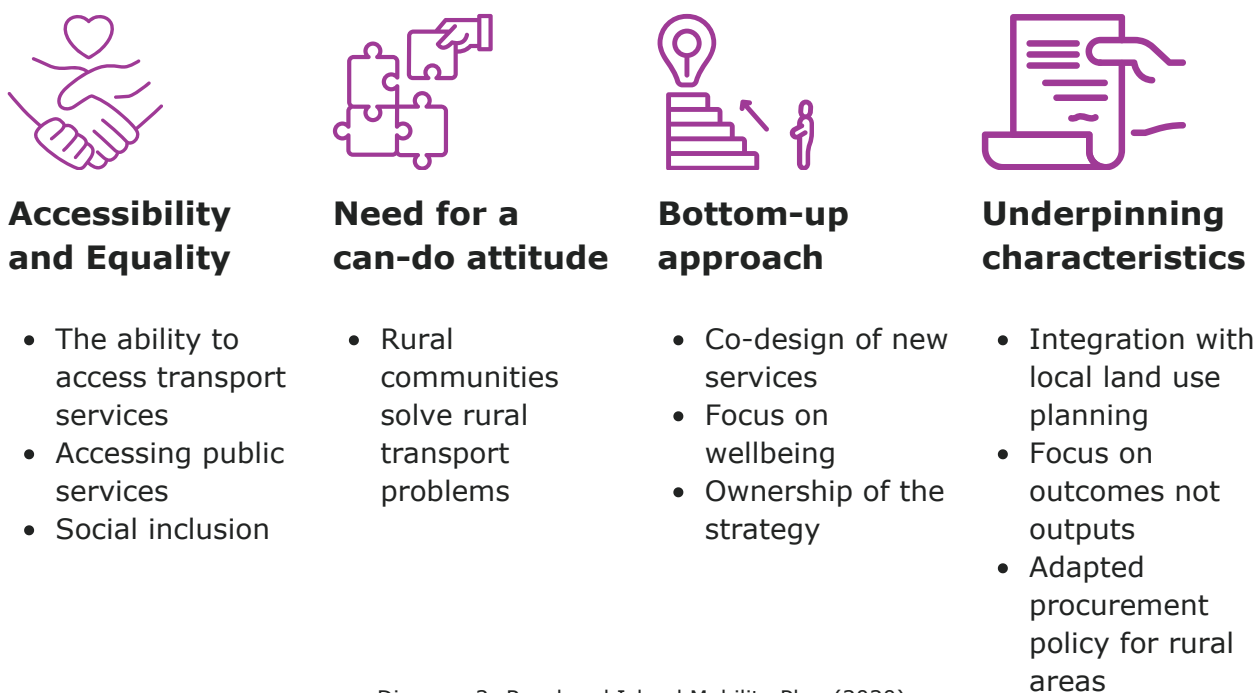 Accessibility
and Equality
• The ability to
access transport
services
• Accessing public
services
• Social inclusion
Need for a
can-do attitude
• Rural
communities
solve rural
transport
problems
Bottom-up
approach
• Co-design of new
services
• Focus on
wellbeing
• Ownership of the
strategy
Underpinning
characteristics
• Integration with
local land use
planning
• Focus on
outcomes not
outputs
• Adapted
procurement
policy for rural
areas